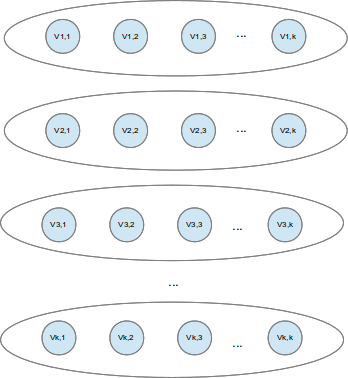 V1,1 V1,2 V1,3 ... V1,k
V2,1 V2,2 V2,3 ... V2,k
V3,1 V3,2 V3,3 ... V3,k
...
Vk,1 Vk,2 Vk,3 ... Vk,k